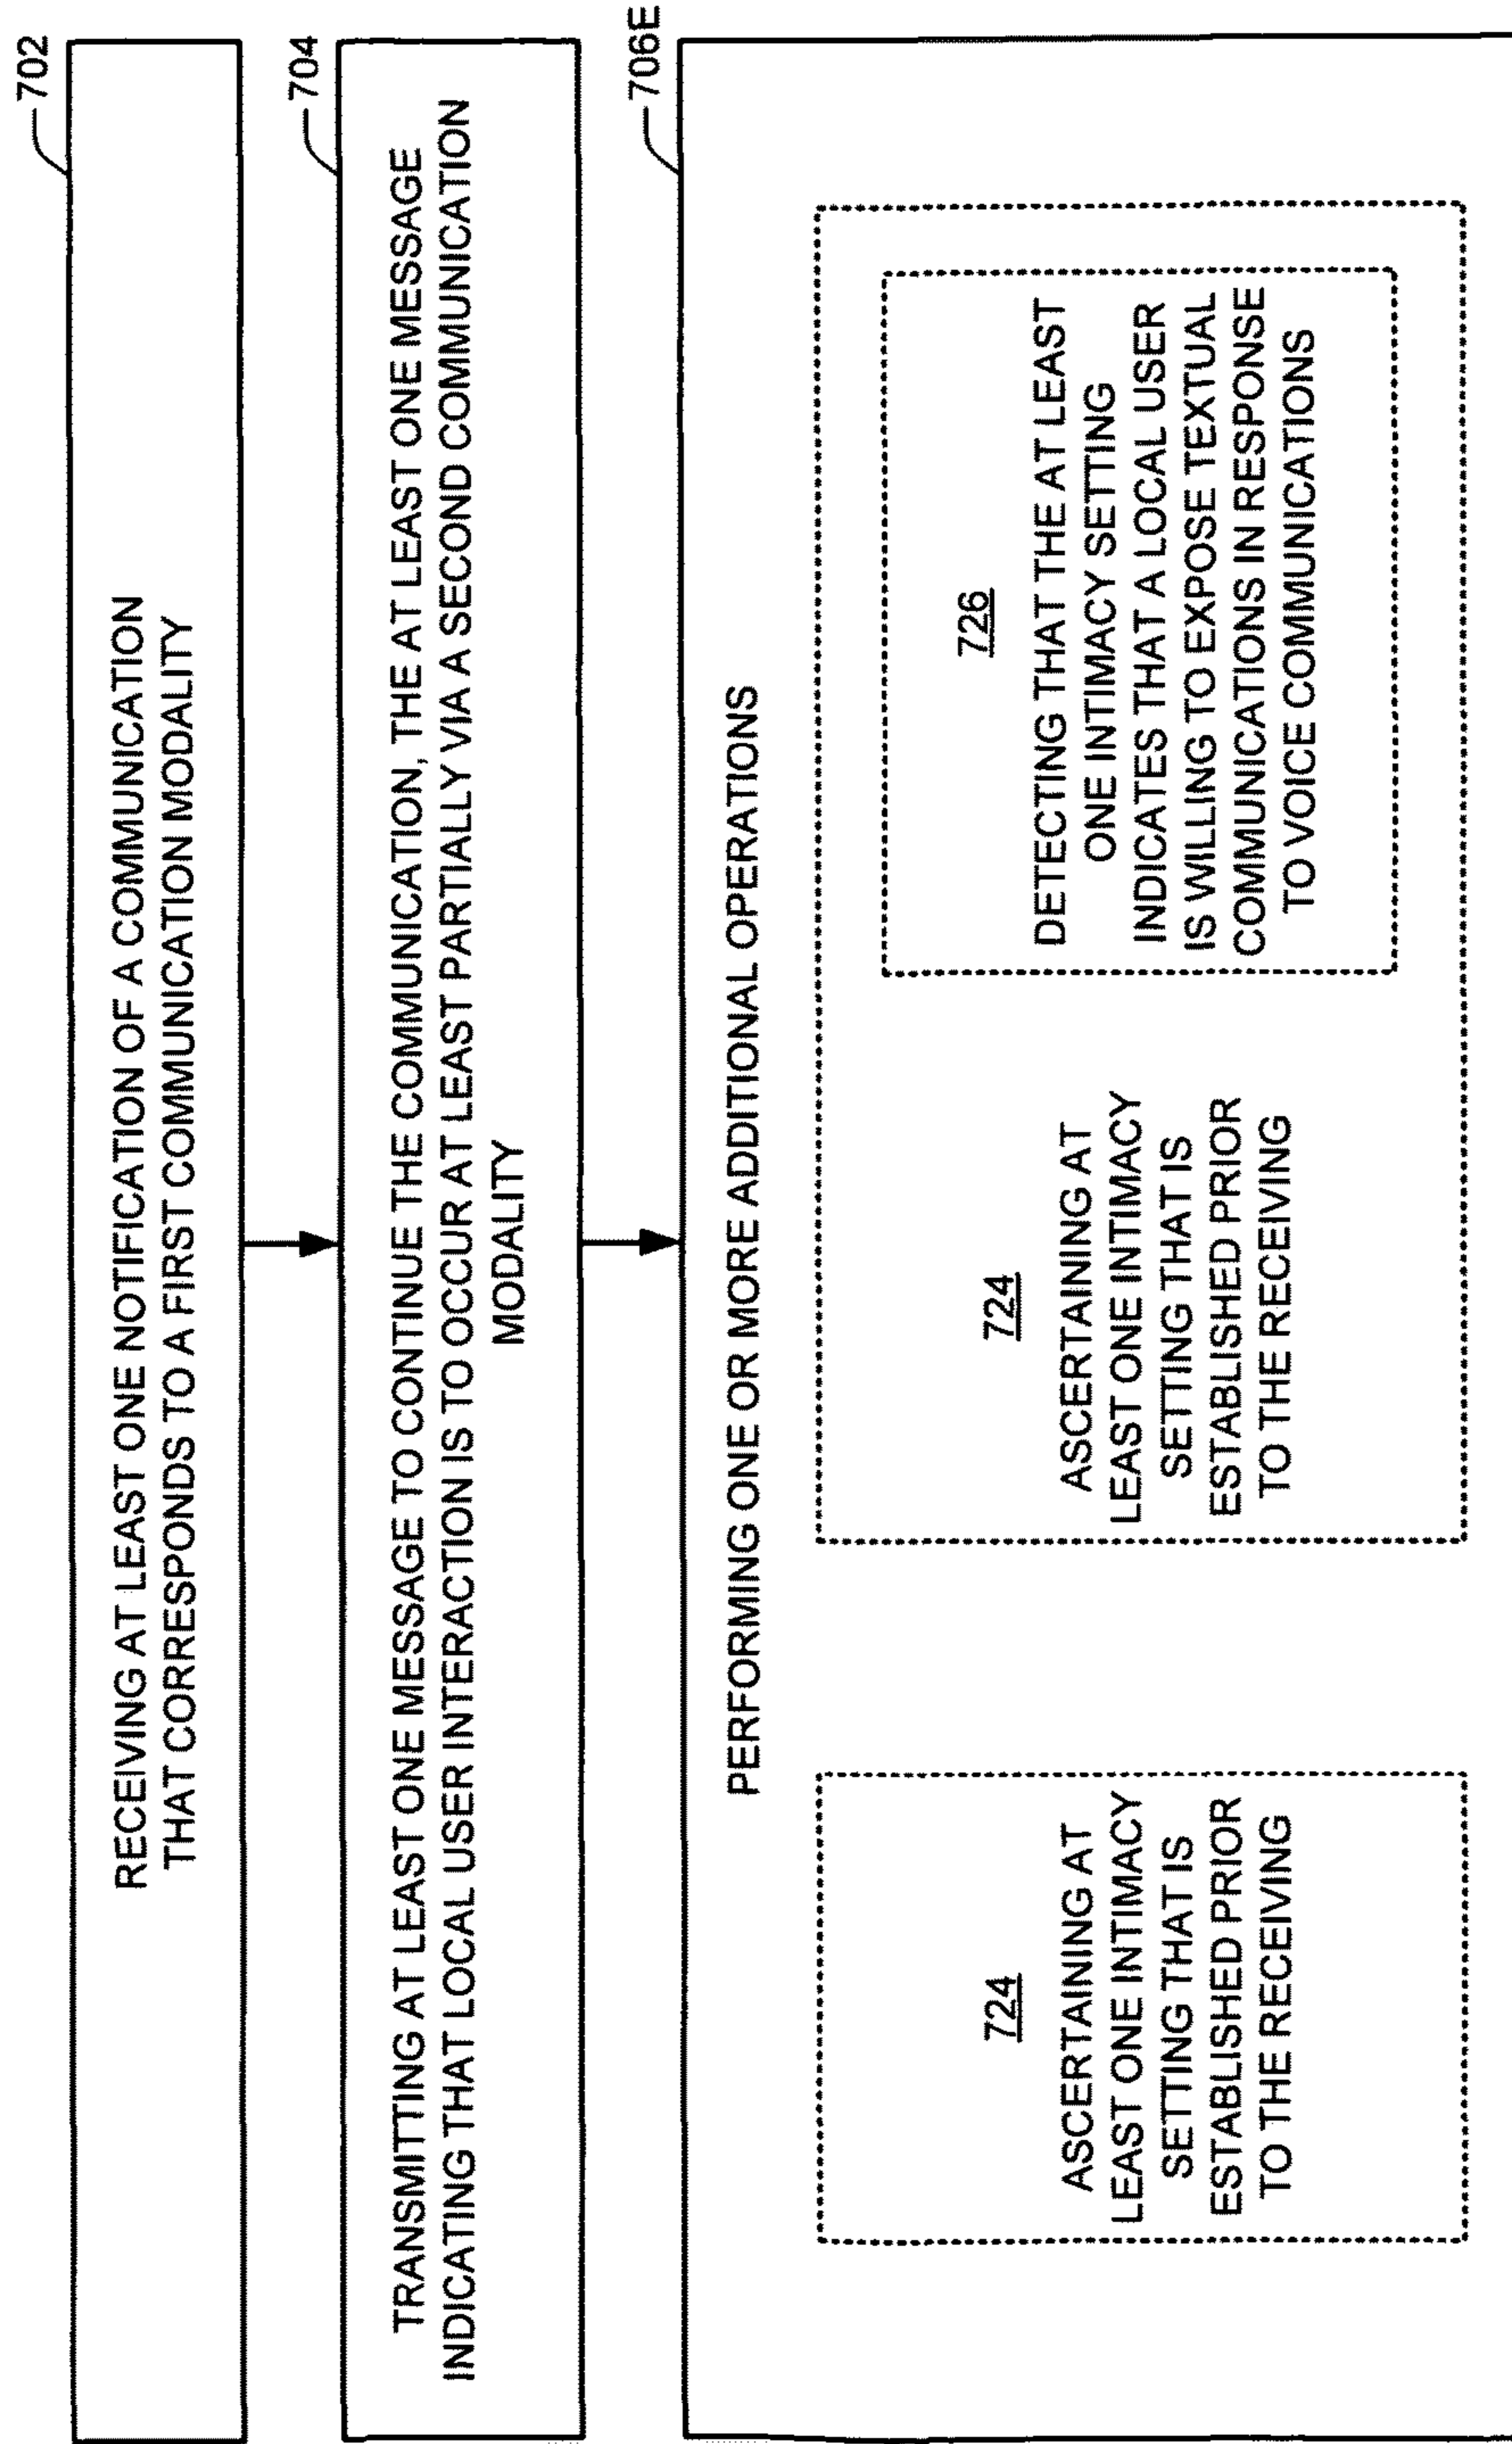 702
RECEIVING AT LEAST ONE NOTIFICATION OF A COMMUNICATION
THAT CORRESPONDS TO A FIRST COMMUNICATION MODALITY
704
TRANSMITTING AT LEAST ONE MESSAGE TO CONTINUE THE COMMUNICATION, THE AT LEAST ONE MESSAGE
INDICATING THAT LOCAL USER INTERACTION IS TO OCCUR AT LEAST PARTIALLY VIA A SECOND COMMUNICATION
MODALITY
706E
PERFORMING ONE OR MORE ADDITIONAL OPERATIONS
724
ASCERTAINING AT
LEAST ONE INTIMACY
SETTING THAT IS
ESTABLISHED PRIOR
TO THE RECEIVING
724
ASCERTAINING AT
LEAST ONE INTIMACY
SETTING THAT IS
ESTABLISHED PRIOR
TO THE RECEIVING
726
DETECTING THAT THE AT LEAST
ONE INTIMACY SETTING
INDICATES THAT A LOCAL USER
IS WILLING TO EXPOSE TEXTUAL
COMMUNICATIONS IN RESPONSE
TO VOICE COMMUNICATIONS